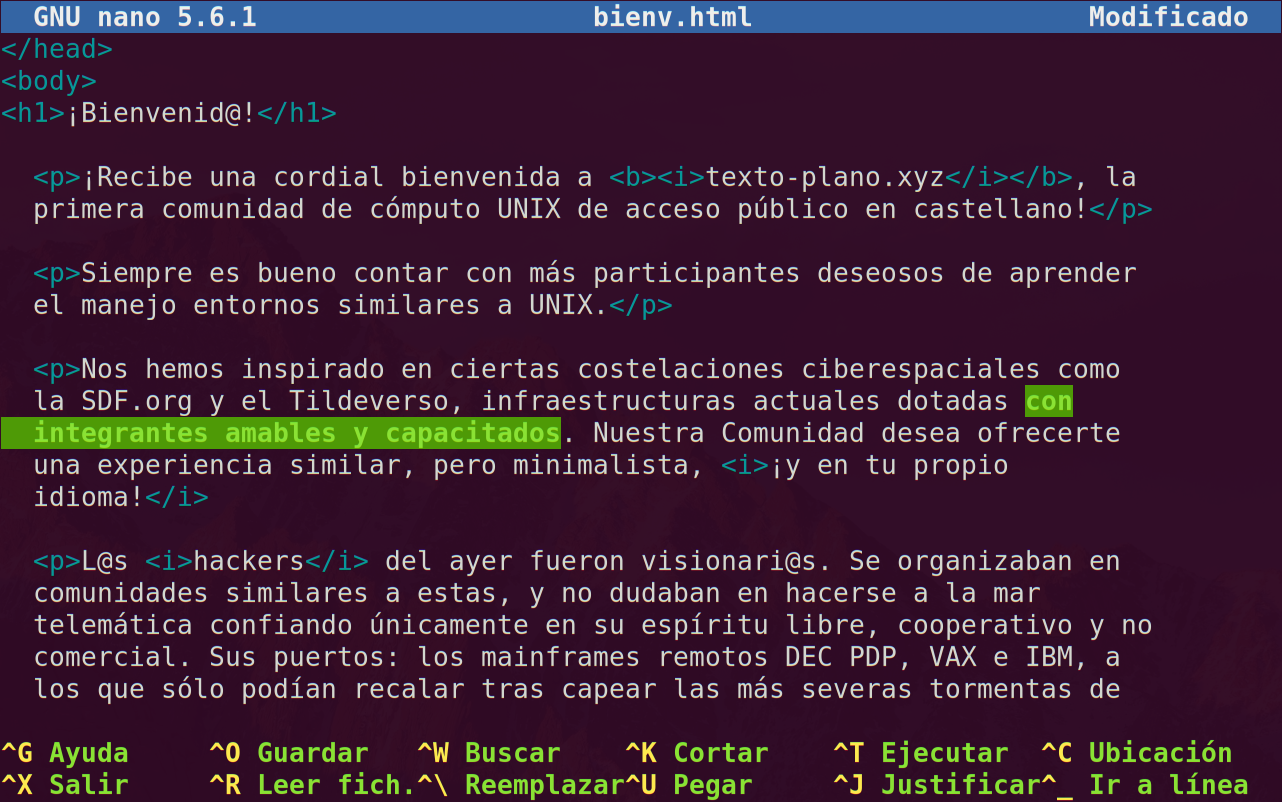 GNU nano 5.6.1 bienv.html Modificado
</head>
<body>
<h1>¡Bienvenid@!</h1>
<p>¡Recibe una cordial bienvenida a <b><i>texto-plano.xyz</i></b>, la
primera comunidad de cómputo UNIX de acceso público en castellano!</p>
<p>Siempre es bueno contar con más participantes deseosos de aprender
el manejo entornos similares a UNIX.</p>
<p>Nos hemos inspirado en ciertas costelaciones ciberespaciales como
la SDF.org y el Tildeverso, infraestructuras actuales dotadas con
integrantes amables y capacitados. Nuestra Comunidad desea ofrecerte
una experiencia similar, pero minimalista, <i>¡y en tu propio
idioma!</i>
<p>L@s <i>hackers</i> del ayer fueron visionari@s. Se organizaban en
comunidades similares a estas, y no dudaban en hacerse a la mar
telemática confiando únicamente en su espíritu libre, cooperativo y no
comercial. Sus puertos: los mainframes remotos DEC PDP, VAX e IBM, a
los que sólo podían recalar tras capear las más severas tormentas de
^G Ayuda ^O Guardar ^W Buscar ^K Cortar ^T Ejecutar ^C Ubicación
^X Salir ^R Leer fich. ^\ Reemplazar ^U Pegar ^J Justificar ^_ Ir a línea